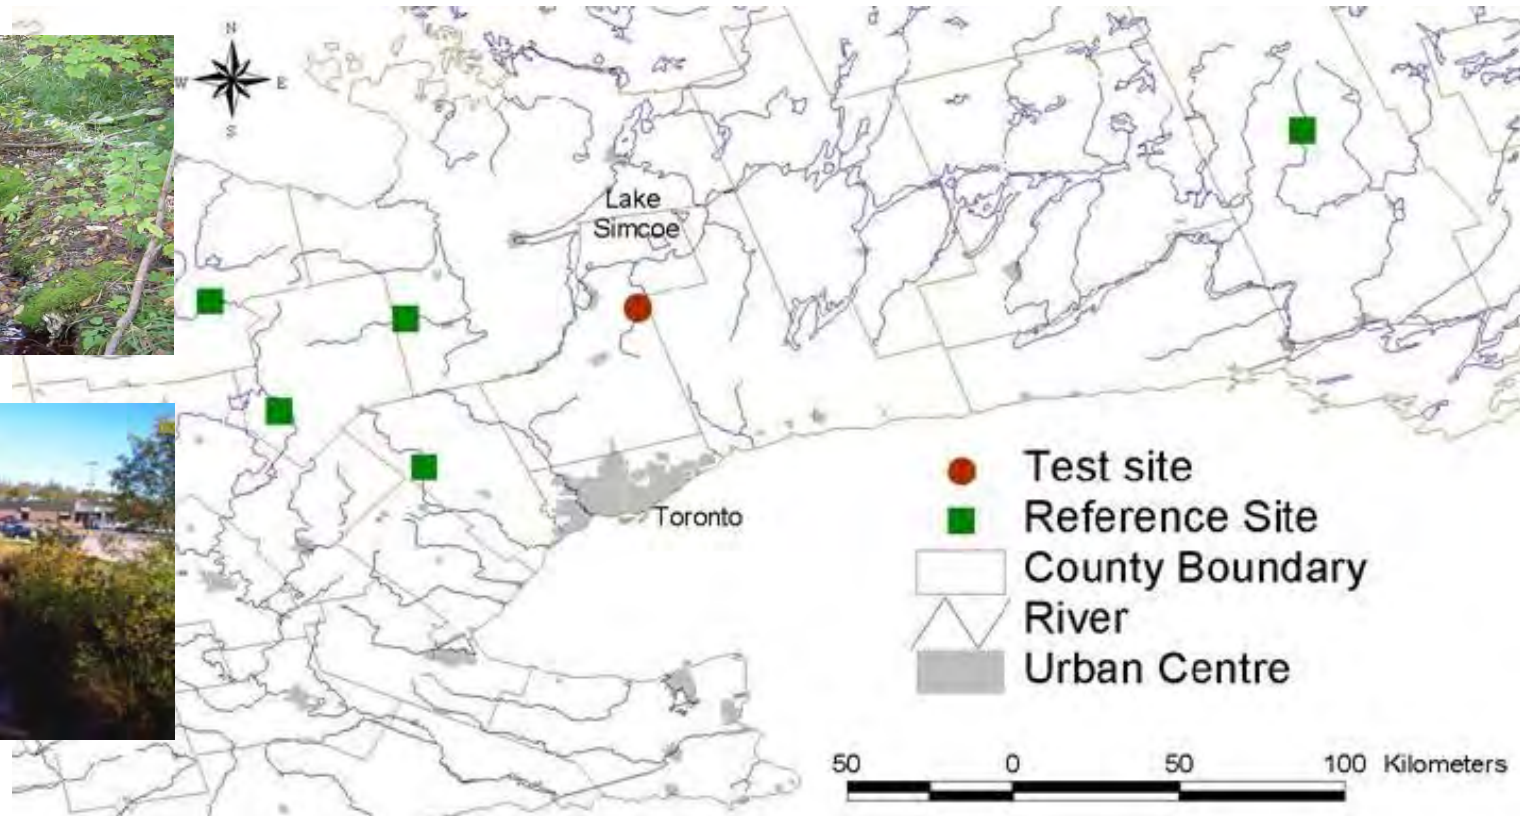 N
W E
S
Lake
Simcoe
Toronto
Test site
Reference Site
County Boundary
River
Urban Centre
50 0 50 100 Kilometers